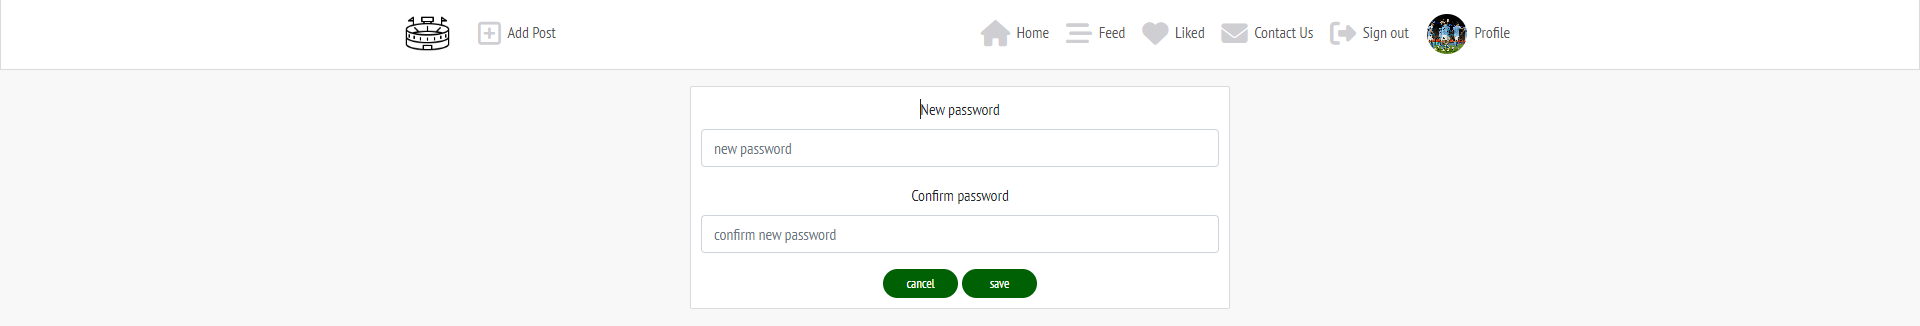 Add Post Home Feed Liked Contact Us Sign out Profile
New password
new password
Confirm password
confirm new password
cancel save